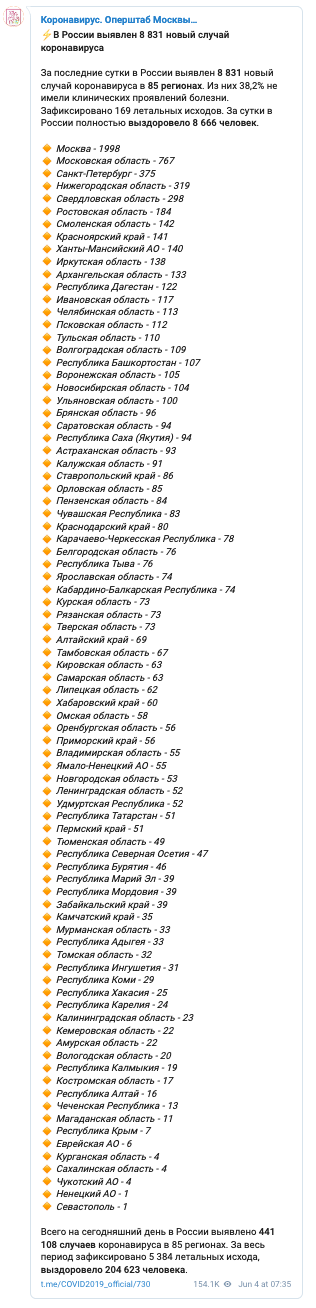 Коронавирус. Оперштаб Москвы…
⚡В России выявлен 8 831 новый случай
коронавируса
За последние сутки в России выявлен 8 831 новый
случай коронавируса в 85 регионах. Из них 38,2% не
имели клинических проявлений болезни.
Зафиксировано 169 летальных исходов. За сутки в
России полностью выздоровело 8 666 человек.
🔸 Москва - 1998
🔸 Московская область - 767
🔸 Санкт-Петербург - 375
🔸 Нижегородская область - 319
🔸 Свердловская область - 298
🔸 Ростовская область - 184
🔸 Смоленская область - 142
🔸 Красноярский край - 141
🔸 Ханты-Мансийский АО - 140
🔸 Иркутская область - 138
🔸 Архангельская область - 133
🔸 Республика Дагестан - 122
🔸 Ивановская область - 117
🔸 Челябинская область - 113
🔸 Псковская область - 112
🔸 Тульская область - 110
🔸 Волгоградская область - 109
🔸 Республика Башкортостан - 107
🔸 Воронежская область - 105
🔸 Новосибирская область - 104
🔸 Ульяновская область - 100
🔸 Брянская область - 96
🔸 Саратовская область - 94
🔸 Республика Саха (Якутия) - 94
🔸 Астраханская область - 93
🔸 Калужская область - 91
🔸 Ставропольский край - 86
🔸 Орловская область - 85
🔸 Пензенская область - 84
🔸 Чувашская Республика - 83
🔸 Краснодарский край - 80
🔸 Карачаево-Черкесская Республика - 78
🔸 Белгородская область - 76
🔸 Республика Тыва - 76
🔸 Ярославская область - 74
🔸 Кабардино-Балкарская Республика - 74
🔸 Курская область - 73
🔸 Рязанская область - 73
🔸 Тверская область - 73
🔸 Алтайский край - 69
🔸 Тамбовская область - 67
🔸 Кировская область - 63
🔸 Самарская область - 63
🔸 Липецкая область - 62
🔸 Хабаровский край - 60
🔸 Омская область - 58
🔸 Оренбургская область - 56
🔸 Приморский край - 56
🔸 Владимирская область - 55
🔸 Ямало-Ненецкий АО - 55
🔸 Новгородская область - 53
🔸 Ленинградская область - 52
🔸 Удмуртская Республика - 52
🔸 Республика Татарстан - 51
🔸 Пермский край - 51
🔸 Тюменская область - 49
🔸 Республика Северная Осетия - 47
🔸 Республика Бурятия - 46
🔸 Республика Марий Эл - 39
🔸 Республика Мордовия - 39
🔸 Забайкальский край - 39
🔸 Камчатский край - 35
🔸 Мурманская область - 33
🔸 Республика Адыгея - 33
🔸 Томская область - 32
🔸 Республика Ингушетия - 31
🔸 Республика Коми - 29
🔸 Республика Хакасия - 25
🔸 Республика Карелия - 24
🔸 Калининградская область - 23
🔸 Кемеровская область - 22
🔸 Амурская область - 22
🔸 Вологодская область - 20
🔸 Республика Калмыкия - 19
🔸 Костромская область - 17
🔸 Республика Алтай - 16
🔸 Чеченская Республика - 13
🔸 Магаданская область - 11
🔸 Республика Крым - 7
🔸 Еврейская АО - 6
🔸 Курганская область - 4
🔸 Сахалинская область - 4
🔸 Чукотский АО - 4
🔸 Ненецкий АО - 1
🔸 Севастополь - 1
Всего на сегодняшний день в России выявлено 441
108 случаев коронавируса в 85 регионах. За весь
период зафиксировано 5 384 летальных исхода,
выздоровело 204 623 человека.
t.me/COVID2019_official/730 154.1K Jun 4 at 07:35